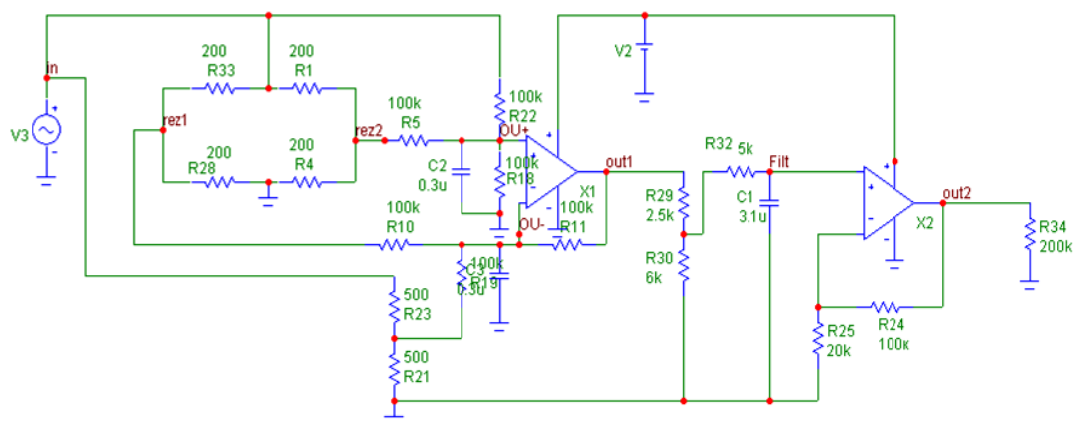 in
V3
200
R33
200
R1
rez1
200
R28
200
R4
rez2
100k
R5
100k
R22
OU+
C2
0.3u
100k
R18
X1
V2
out1
100k
R10
OU-
100k
R11
C3
0.3u
100k
R19
500
R23
500
R21
R29
2.5k
R30
6k
R32
5k
Filt
C1
3.1u
X2
out2
R34
200k
R24
100к
R25
20k